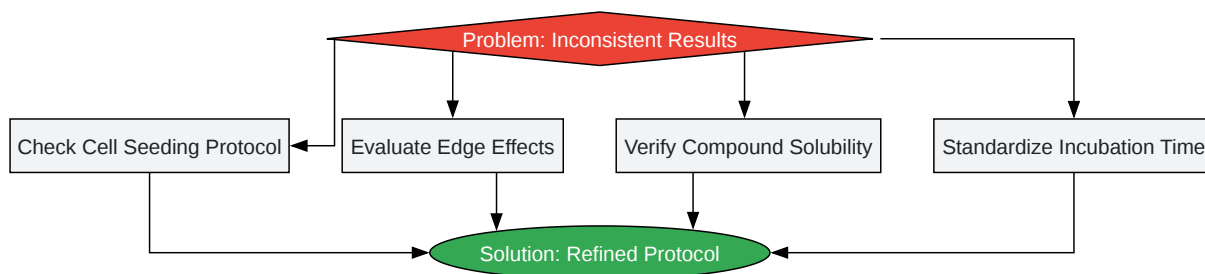 Problem: Inconsistent Results
Check Cell Seeding Protocol
Evaluate Edge Effects
Verify Compound Solubility
Standardize Incubation Time
Solution: Refined Protocol